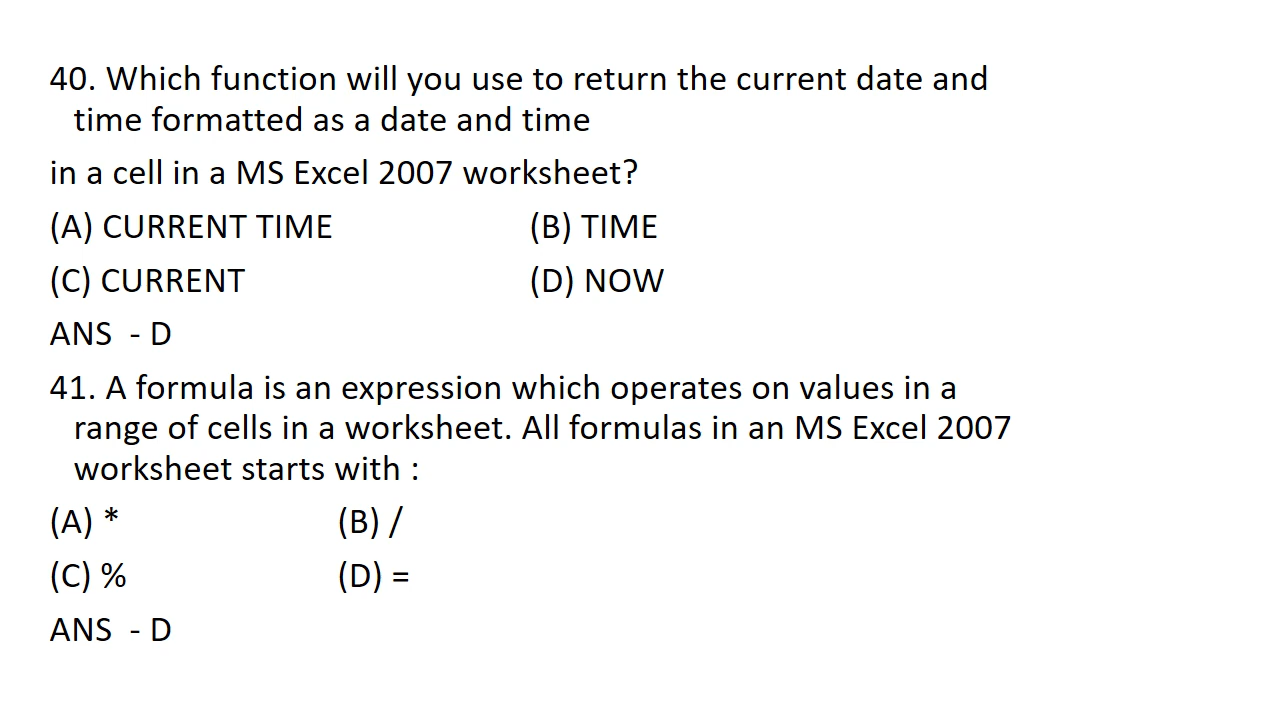 40. Which function will you use to return the current date and
time formatted as a date and time
in a cell in a MS Excel 2007 worksheet?
(A) CURRENT TIME (B) TIME
(C) CURRENT (D) NOW
ANS  - D
41. A formula is an expression which operates on values in a
range of cells in a worksheet. All formulas in an MS Excel 2007
worksheet starts with :
(A) * (B) /
(C) % (D) =
ANS  - D